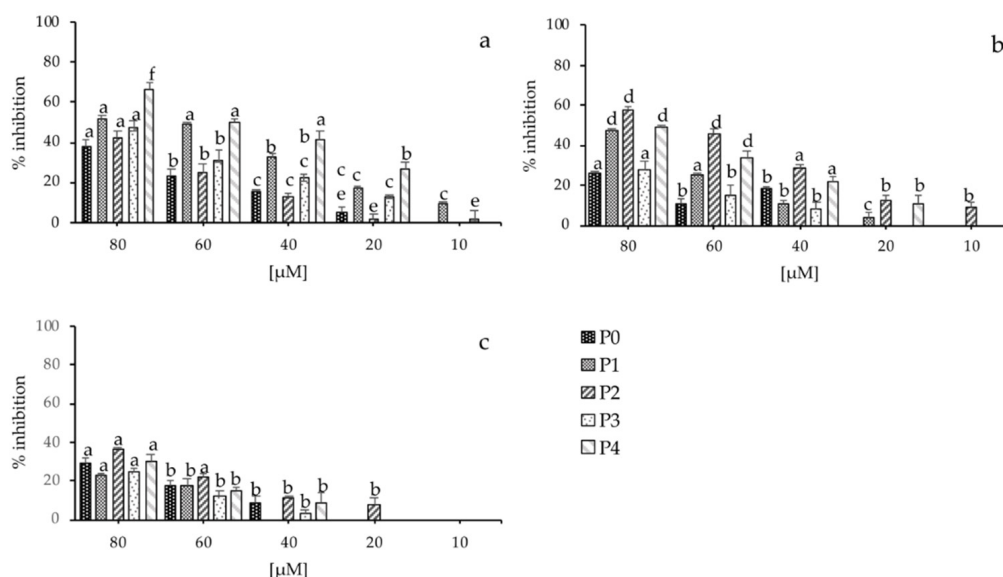 a
% inhibition
100
80
60
40
20
0
a a a a f
b a b b a
b b c b c a
c e c c e c b
c e
80 60 40 20 10
[µM]
b
% inhibition
100
80
60
40
20
0
a d d a d
b a d b d
b b a b a
c b b
b
80 60 40 20 10
[µM]
c
% inhibition
100
80
60
40
20
0
a a a a a
b b a b b
b b b b
b
80 60 40 20 10
[µM]
P0
P1
P2
P3
P4